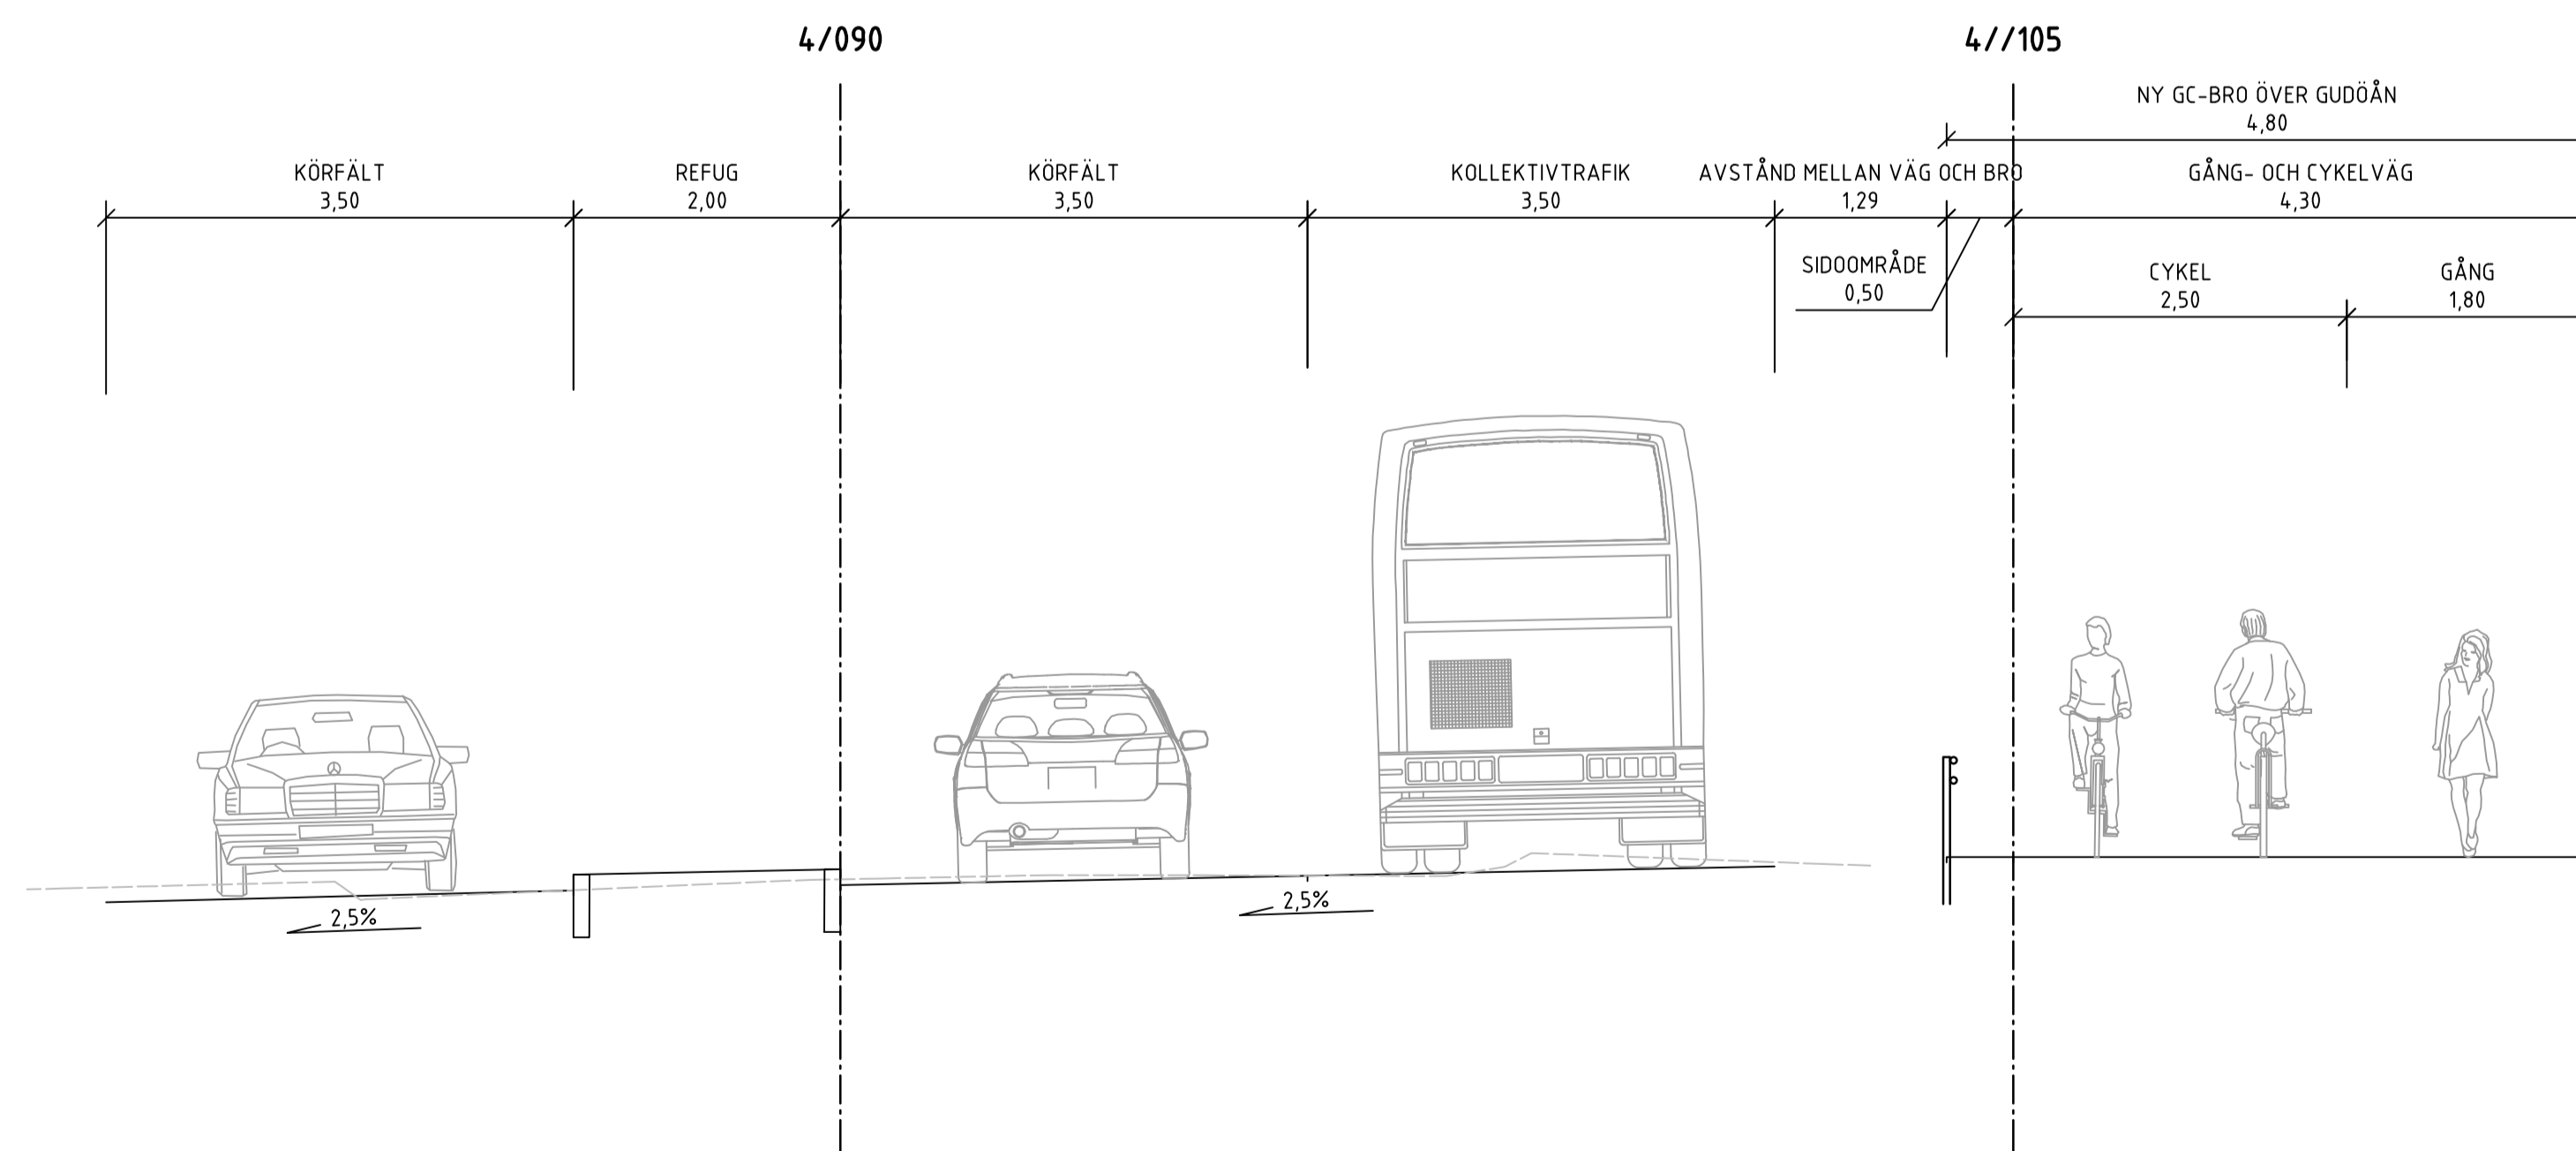 4/090
4//105
NY GC-BRO ÖVER GUDÖÅN
4,80
KÖRFÄLT
3,50
REFUG
2,00
KÖRFÄLT
3,50
KOLLEKTIVTRAFIK
3,50
AVSTÅND MELLAN VÄG OCH BRO
1,29
GÅNG- OCH CYKELVÄG
4,30
SIDOOMRÅDE
0,50
CYKEL
2,50
GÅNG
1,80
2,5%
2,5%